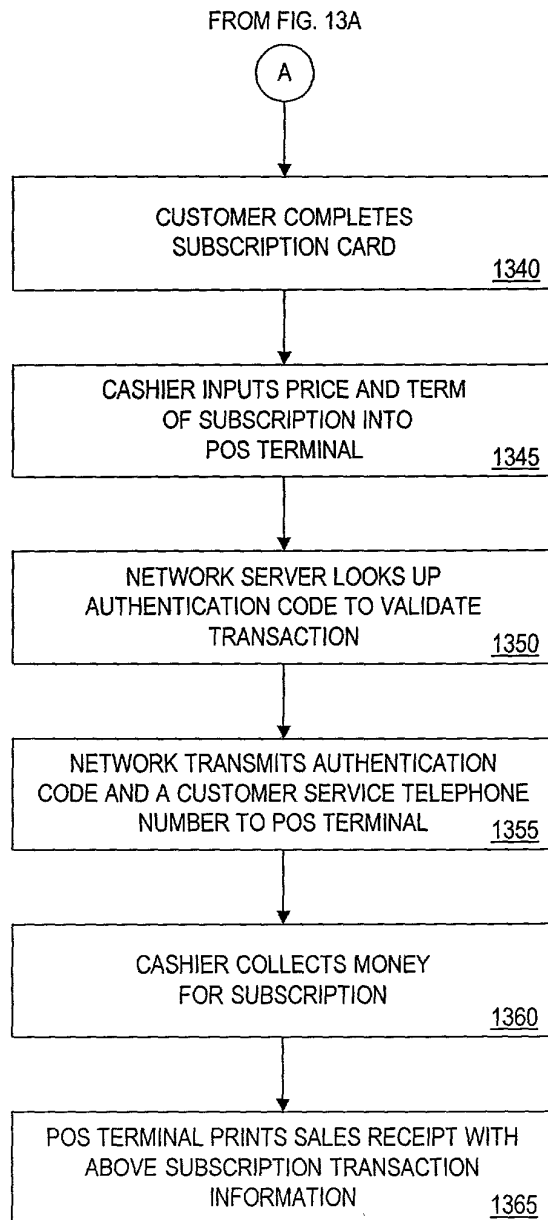 FROM FIG. 13A
A
CUSTOMER COMPLETES
SUBSCRIPTION CARD
1340
CASHIER INPUTS PRICE AND TERM
OF SUBSCRIPTION INTO
POS TERMINAL
1345
NETWORK SERVER LOOKS UP
AUTHENTICATION CODE TO VALIDATE
TRANSACTION
1350
NETWORK TRANSMITS AUTHENTICATION
CODE AND A CUSTOMER SERVICE TELEPHONE
NUMBER TO POS TERMINAL
1355
CASHIER COLLECTS MONEY
FOR SUBSCRIPTION
1360
POS TERMINAL PRINTS SALES RECEIPT WITH
ABOVE SUBSCRIPTION TRANSACTION
INFORMATION
1365